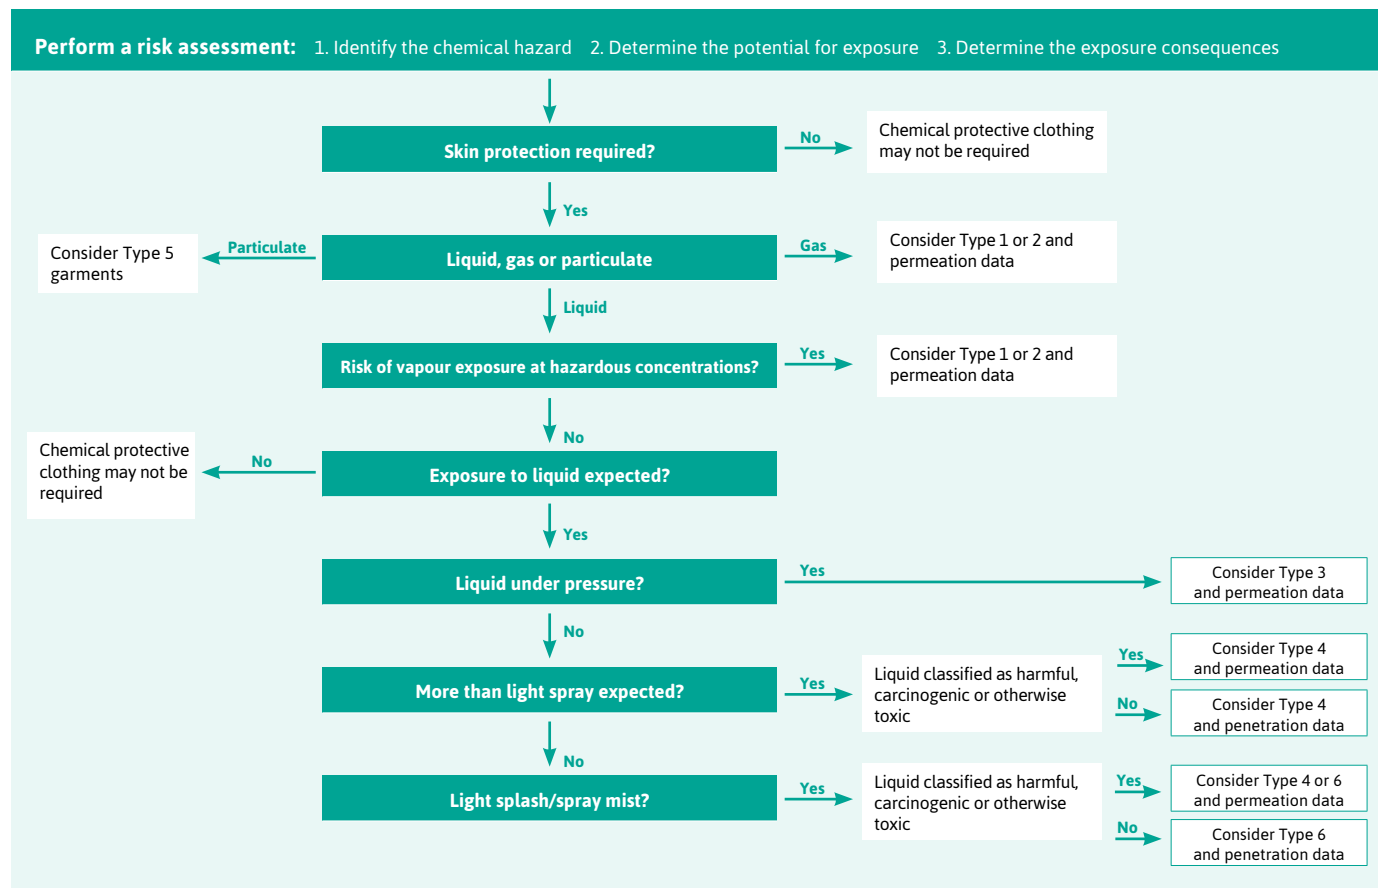 Perform a risk assessment: 1. Identify the chemical hazard 2. Determine the potential for exposure 3. Determine the exposure consequences
Skin protection required?
No
Chemical protective clothing
may not be required
Yes
Consider Type 5
garments
Particulate
Liquid, gas or particulate
Gas
Consider Type 1 or 2 and
permeation data
Liquid
Risk of vapour exposure at hazardous concentrations?
Yes
Consider Type 1 or 2 and
permeation data
No
Chemical protective
clothing may not be
required
No
Exposure to liquid expected?
Yes
Liquid under pressure?
Yes
Consider Type 3
and permeation data
No
More than light spray expected?
Yes
Liquid classified as harmful,
carcinogenic or otherwise
toxic
Yes
Consider Type 4
and permeation data
No
Consider Type 4
and penetration data
No
Light splash/spray mist?
Yes
Liquid classified as harmful,
carcinogenic or otherwise
toxic
Yes
Consider Type 4 or 6
and permeation data
No
Consider Type 6
and penetration data